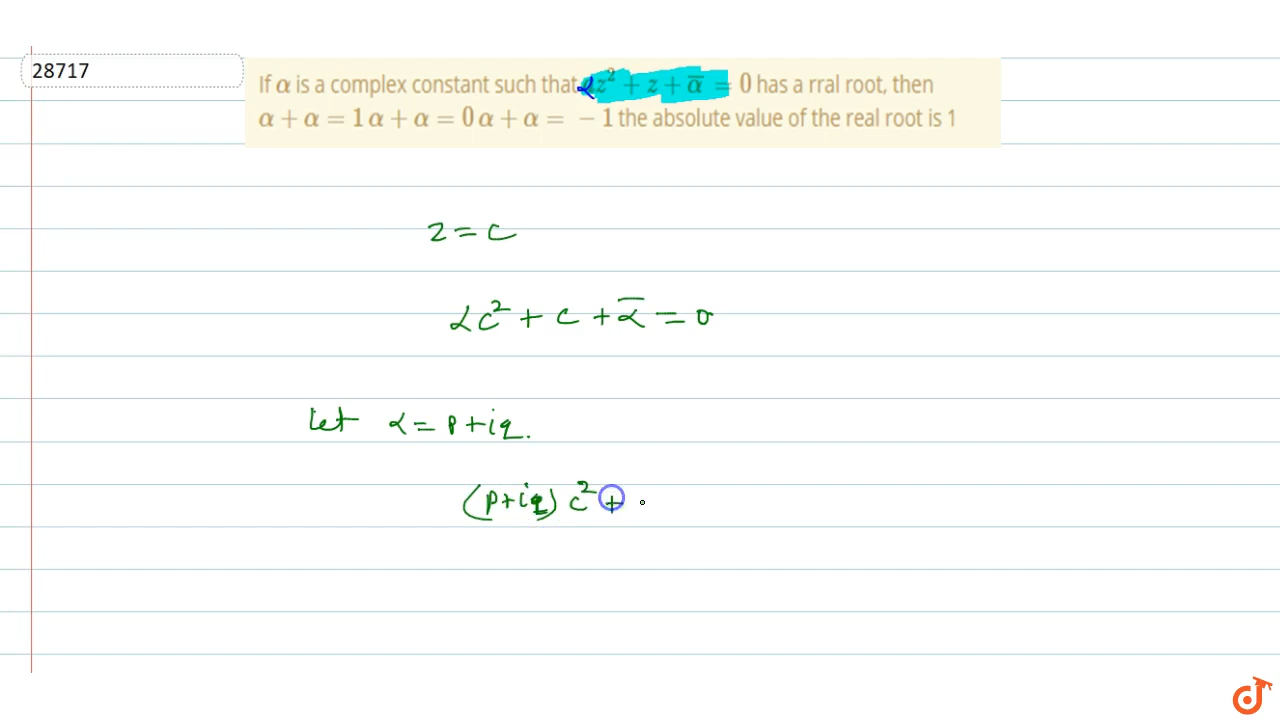 28717
If α is a complex constant such that αz² + z + ᾱ = 0 has a rral root, then
α + α = 1 α + α = 0 α + α = − 1 the absolute value of the real root is 1
z = c
αc² + c + ᾱ = 0
let α = p + iq.
(p + iq) c² +